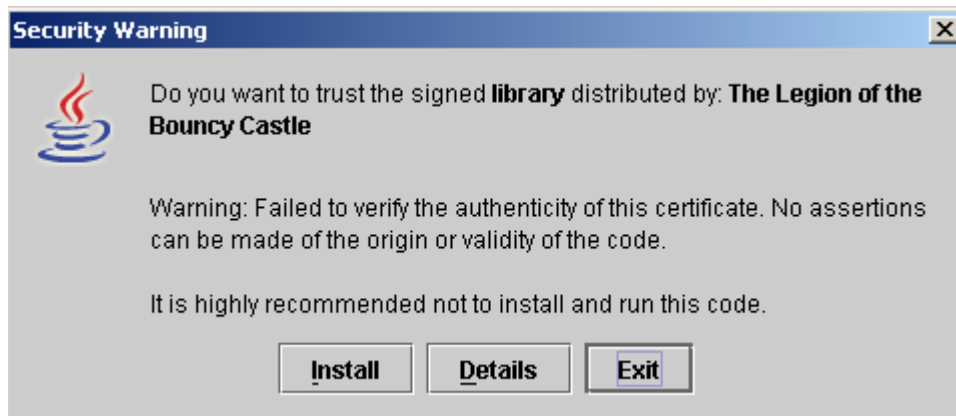 Security Warning
Do you want to trust the signed library distributed by: The Legion of the
Bouncy Castle
Warning: Failed to verify the authenticity of this certificate. No assertions
can be made of the origin or validity of the code.
It is highly recommended not to install and run this code.
Install Details Exit